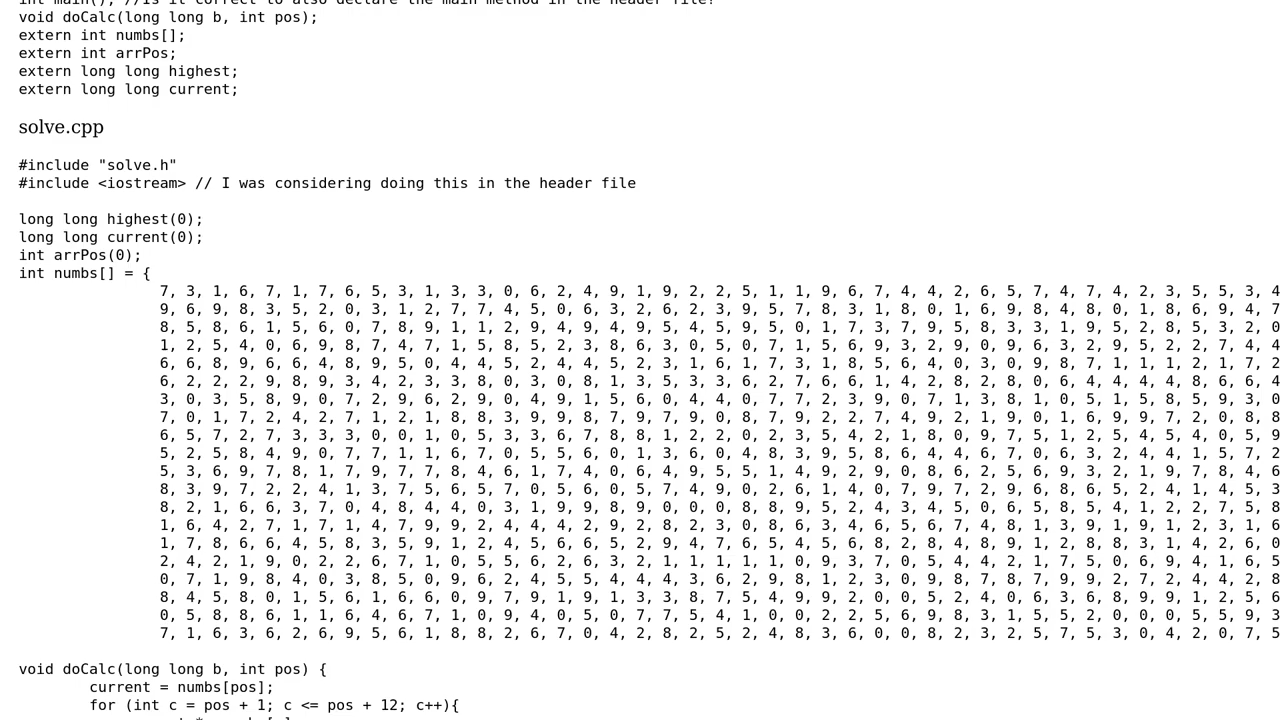 int main(); //Is it correct to also declare the main method in the header file?
void doCalc(long long b, int pos);
extern int numbs[];
extern int arrPos;
extern long long highest;
extern long long current;
solve.cpp
#include "solve.h"
#include <iostream> // I was considering doing this in the header file
long long highest(0);
long long current(0);
int arrPos(0);
int numbs[] = {
7, 3, 1, 6, 7, 1, 7, 6, 5, 3, 1, 3, 3, 0, 6, 2, 4, 9, 1, 9, 2, 2, 5, 1, 1, 9, 6, 7, 4, 4, 2, 6, 5, 7, 4, 7, 4, 2, 3, 5, 5, 3, 4
9, 6, 9, 8, 3, 5, 2, 0, 3, 1, 2, 7, 7, 4, 5, 0, 6, 3, 2, 6, 2, 3, 9, 5, 7, 8, 3, 1, 8, 0, 1, 6, 9, 8, 4, 8, 0, 1, 8, 6, 9, 4, 7
8, 5, 8, 6, 1, 5, 6, 0, 7, 8, 9, 1, 1, 2, 9, 4, 9, 4, 9, 5, 4, 5, 9, 5, 0, 1, 7, 3, 7, 9, 5, 8, 3, 3, 1, 9, 5, 2, 8, 5, 3, 2, 0
1, 2, 5, 4, 0, 6, 9, 8, 7, 4, 7, 1, 5, 8, 5, 2, 3, 8, 6, 3, 0, 5, 0, 7, 1, 5, 6, 9, 3, 2, 9, 0, 9, 6, 3, 2, 9, 5, 2, 2, 7, 4, 4
6, 6, 8, 9, 6, 6, 4, 8, 9, 5, 0, 4, 4, 5, 2, 4, 4, 5, 2, 3, 1, 6, 1, 7, 3, 1, 8, 5, 6, 4, 0, 3, 0, 9, 8, 7, 1, 1, 1, 2, 1, 7, 2
6, 2, 2, 2, 9, 8, 9, 3, 4, 2, 3, 3, 8, 0, 3, 0, 8, 1, 3, 5, 3, 3, 6, 2, 7, 6, 6, 1, 4, 2, 8, 2, 8, 0, 6, 4, 4, 4, 4, 8, 6, 6, 4
3, 0, 3, 5, 8, 9, 0, 7, 2, 9, 6, 2, 9, 0, 4, 9, 1, 5, 6, 0, 4, 4, 0, 7, 7, 2, 3, 9, 0, 7, 1, 3, 8, 1, 0, 5, 1, 5, 8, 5, 9, 3, 0
7, 0, 1, 7, 2, 4, 2, 7, 1, 2, 1, 8, 8, 3, 9, 9, 8, 7, 9, 7, 9, 0, 8, 7, 9, 2, 2, 7, 4, 9, 2, 1, 9, 0, 1, 6, 9, 9, 7, 2, 0, 8, 8
6, 5, 7, 2, 7, 3, 3, 3, 0, 0, 1, 0, 5, 3, 3, 6, 7, 8, 8, 1, 2, 2, 0, 2, 3, 5, 4, 2, 1, 8, 0, 9, 7, 5, 1, 2, 5, 4, 5, 4, 0, 5, 9
5, 2, 5, 8, 4, 9, 0, 7, 7, 1, 1, 6, 7, 0, 5, 5, 6, 0, 1, 3, 6, 0, 4, 8, 3, 9, 5, 8, 6, 4, 4, 6, 7, 0, 6, 3, 2, 4, 4, 1, 5, 7, 2
5, 3, 6, 9, 7, 8, 1, 7, 9, 7, 7, 8, 4, 6, 1, 7, 4, 0, 6, 4, 9, 5, 5, 1, 4, 9, 2, 9, 0, 8, 6, 2, 5, 6, 9, 3, 2, 1, 9, 7, 8, 4, 6
8, 3, 9, 7, 2, 2, 4, 1, 3, 7, 5, 6, 5, 7, 0, 5, 6, 0, 5, 7, 4, 9, 0, 2, 6, 1, 4, 0, 7, 9, 7, 2, 9, 6, 8, 6, 5, 2, 4, 1, 4, 5, 3
8, 2, 1, 6, 6, 3, 7, 0, 4, 8, 4, 4, 0, 3, 1, 9, 9, 8, 9, 0, 0, 0, 8, 8, 9, 5, 2, 4, 3, 4, 5, 0, 6, 5, 8, 5, 4, 1, 2, 2, 7, 5, 8
1, 6, 4, 2, 7, 1, 7, 1, 4, 7, 9, 9, 2, 4, 4, 4, 2, 9, 2, 8, 2, 3, 0, 8, 6, 3, 4, 6, 5, 6, 7, 4, 8, 1, 3, 9, 1, 9, 1, 2, 3, 1, 6
1, 7, 8, 6, 6, 4, 5, 8, 3, 5, 9, 1, 2, 4, 5, 6, 6, 5, 2, 9, 4, 7, 6, 5, 4, 5, 6, 8, 2, 8, 4, 8, 9, 1, 2, 8, 8, 3, 1, 4, 2, 6, 0
2, 4, 2, 1, 9, 0, 2, 2, 6, 7, 1, 0, 5, 5, 6, 2, 6, 3, 2, 1, 1, 1, 1, 1, 0, 9, 3, 7, 0, 5, 4, 4, 2, 1, 7, 5, 0, 6, 9, 4, 1, 6, 5
0, 7, 1, 9, 8, 4, 0, 3, 8, 5, 0, 9, 6, 2, 4, 5, 5, 4, 4, 4, 3, 6, 2, 9, 8, 1, 2, 3, 0, 9, 8, 7, 8, 7, 9, 9, 2, 7, 2, 4, 4, 2, 8
8, 4, 5, 8, 0, 1, 5, 6, 1, 6, 6, 0, 9, 7, 9, 1, 9, 1, 3, 3, 8, 7, 5, 4, 9, 9, 2, 0, 0, 5, 2, 4, 0, 6, 3, 6, 8, 9, 9, 1, 2, 5, 6
0, 5, 8, 8, 6, 1, 1, 6, 4, 6, 7, 1, 0, 9, 4, 0, 5, 0, 7, 7, 5, 4, 1, 0, 0, 2, 2, 5, 6, 9, 8, 3, 1, 5, 5, 2, 0, 0, 0, 5, 5, 9, 3
7, 1, 6, 3, 6, 2, 6, 9, 5, 6, 1, 8, 8, 2, 6, 7, 0, 4, 2, 8, 2, 5, 2, 4, 8, 3, 6, 0, 0, 8, 2, 3, 2, 5, 7, 5, 3, 0, 4, 2, 0, 7, 5
void doCalc(long long b, int pos) {
current = numbs[pos];
for (int c = pos + 1; c <= pos + 12; c++){